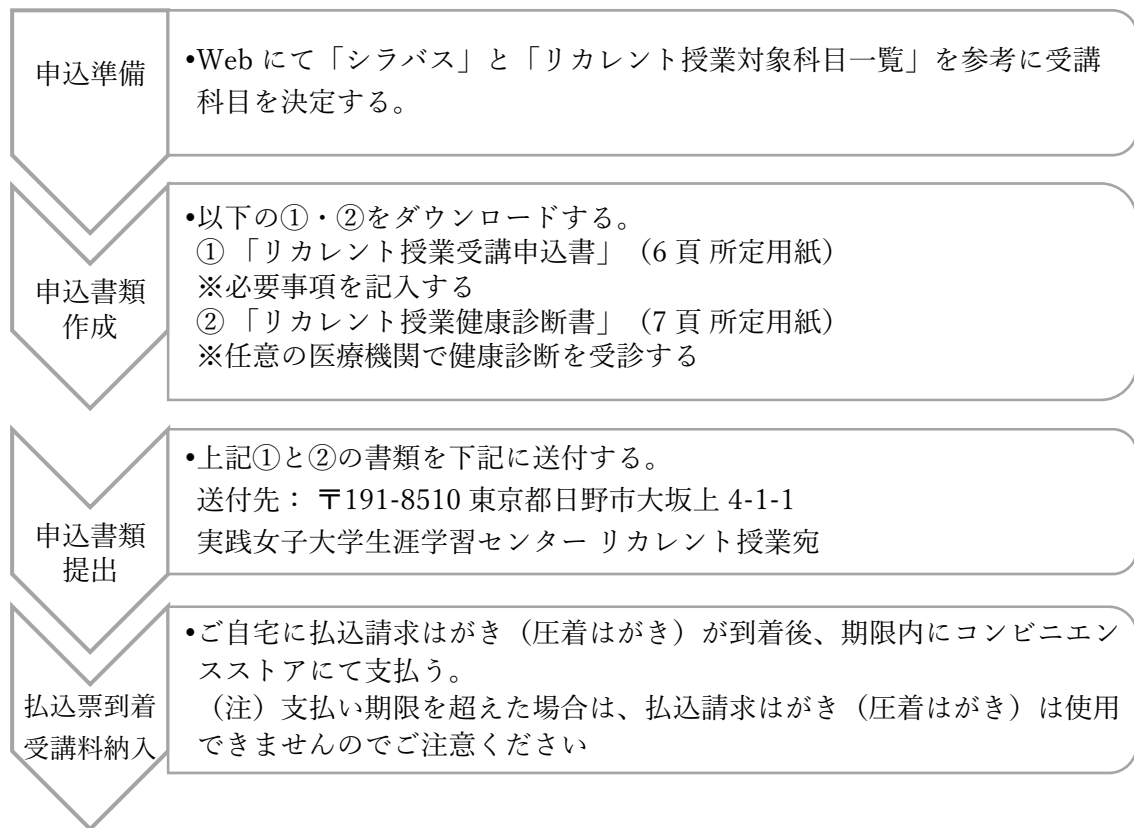 申込準備
•Web にて「シラバス」と「リカレント授業対象科目一覧」を参考に受講
科目を決定する。
申込書類
作成
•以下の①・②をダウンロードする。
① 「リカレント授業受講申込書」（6 頁 所定用紙）
※必要事項を記入する
② 「リカレント授業健康診断書」（7 頁 所定用紙）
※任意の医療機関で健康診断を受診する
申込書類
提出
•上記①と②の書類を下記に送付する。
送付先： 〒191-8510 東京都日野市大坂上 4-1-1
実践女子大学生涯学習センター リカレント授業宛
払込票到着
受講料納入
•ご自宅に払込請求はがき（圧着はがき）が到着後、期限内にコンビニエン
スストアにて支払う。
（注）支払い期限を超えた場合は、払込請求はがき（圧着はがき）は使用
できませんのでご注意ください